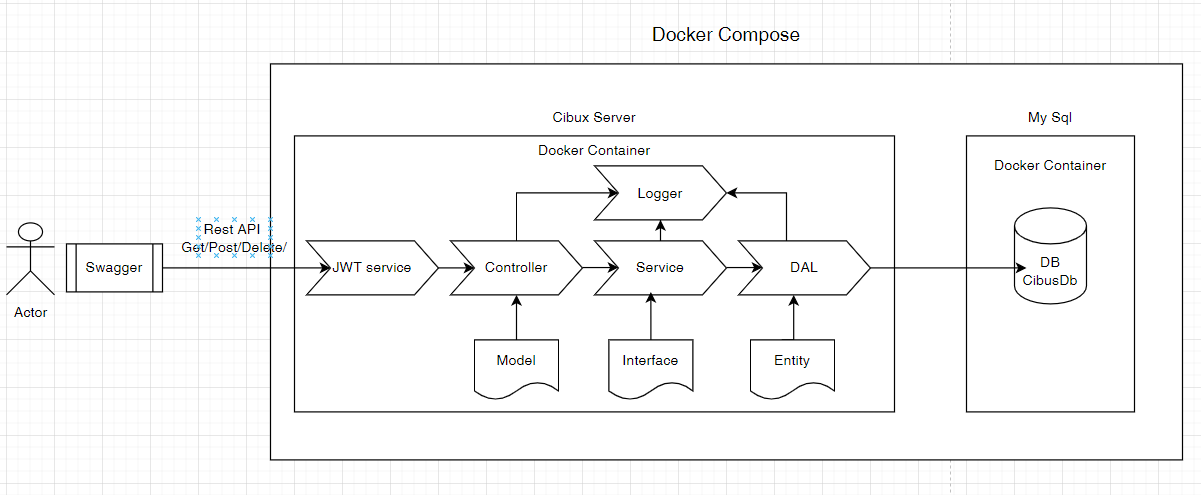 Docker Compose
Cibux Server
My Sql
Docker Container
Docker Container
Logger
Rest API
Get/Post/Delete/
Swagger
JWT service
Controller
Service
DAL
DB
CibusDb
Actor
Model
Interface
Entity